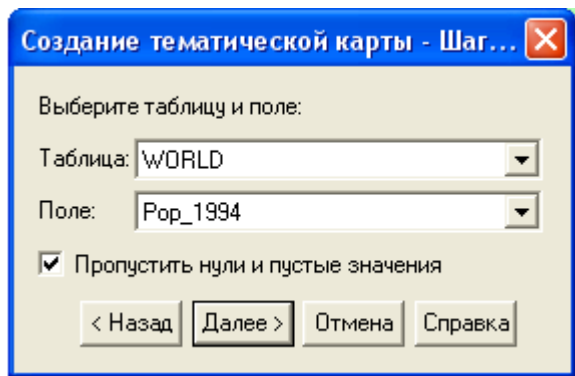 Создание тематической карты - Шаг...
Выберите таблицу и поле:
Таблица: WORLD
Поле: Pop_1994
Пропустить нули и пустые значения
< Назад Далее > Отмена Справка